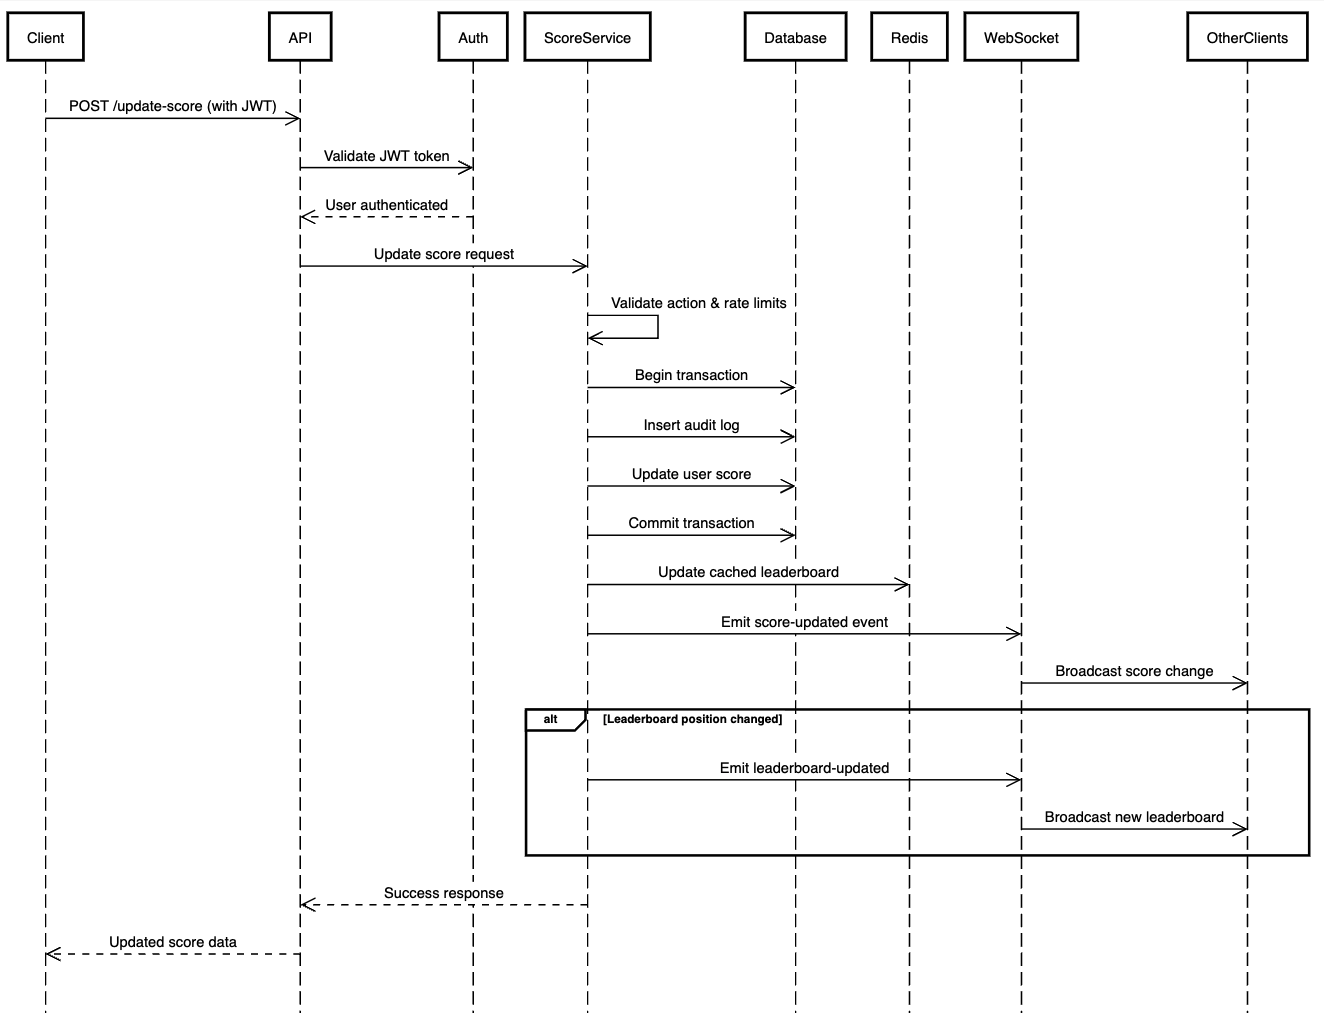 Client
API
Auth
ScoreService
Database
Redis
WebSocket
OtherClients
POST /update-score (with JWT)
Validate JWT token
User authenticated
Update score request
Validate action & rate limits
Begin transaction
Insert audit log
Update user score
Commit transaction
Update cached leaderboard
Emit score-updated event
Broadcast score change
alt
[Leaderboard position changed]
Emit leaderboard-updated
Broadcast new leaderboard
Success response
Updated score data